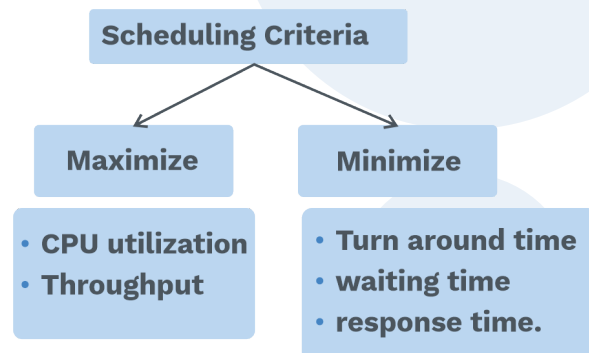 Scheduling Criteria
Maximize
Minimize
• CPU utilization
• Throughput
• Turn around time
• waiting time
• response time.